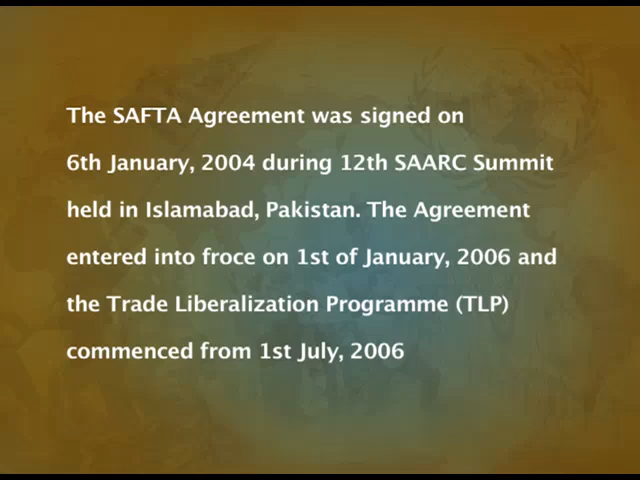 The SAFTA Agreement was signed on
6th January, 2004 during 12th SAARC Summit
held in Islamabad, Pakistan. The Agreement
entered into froce on 1st of January, 2006 and
the Trade Liberalization Programme (TLP)
commenced from 1st July, 2006